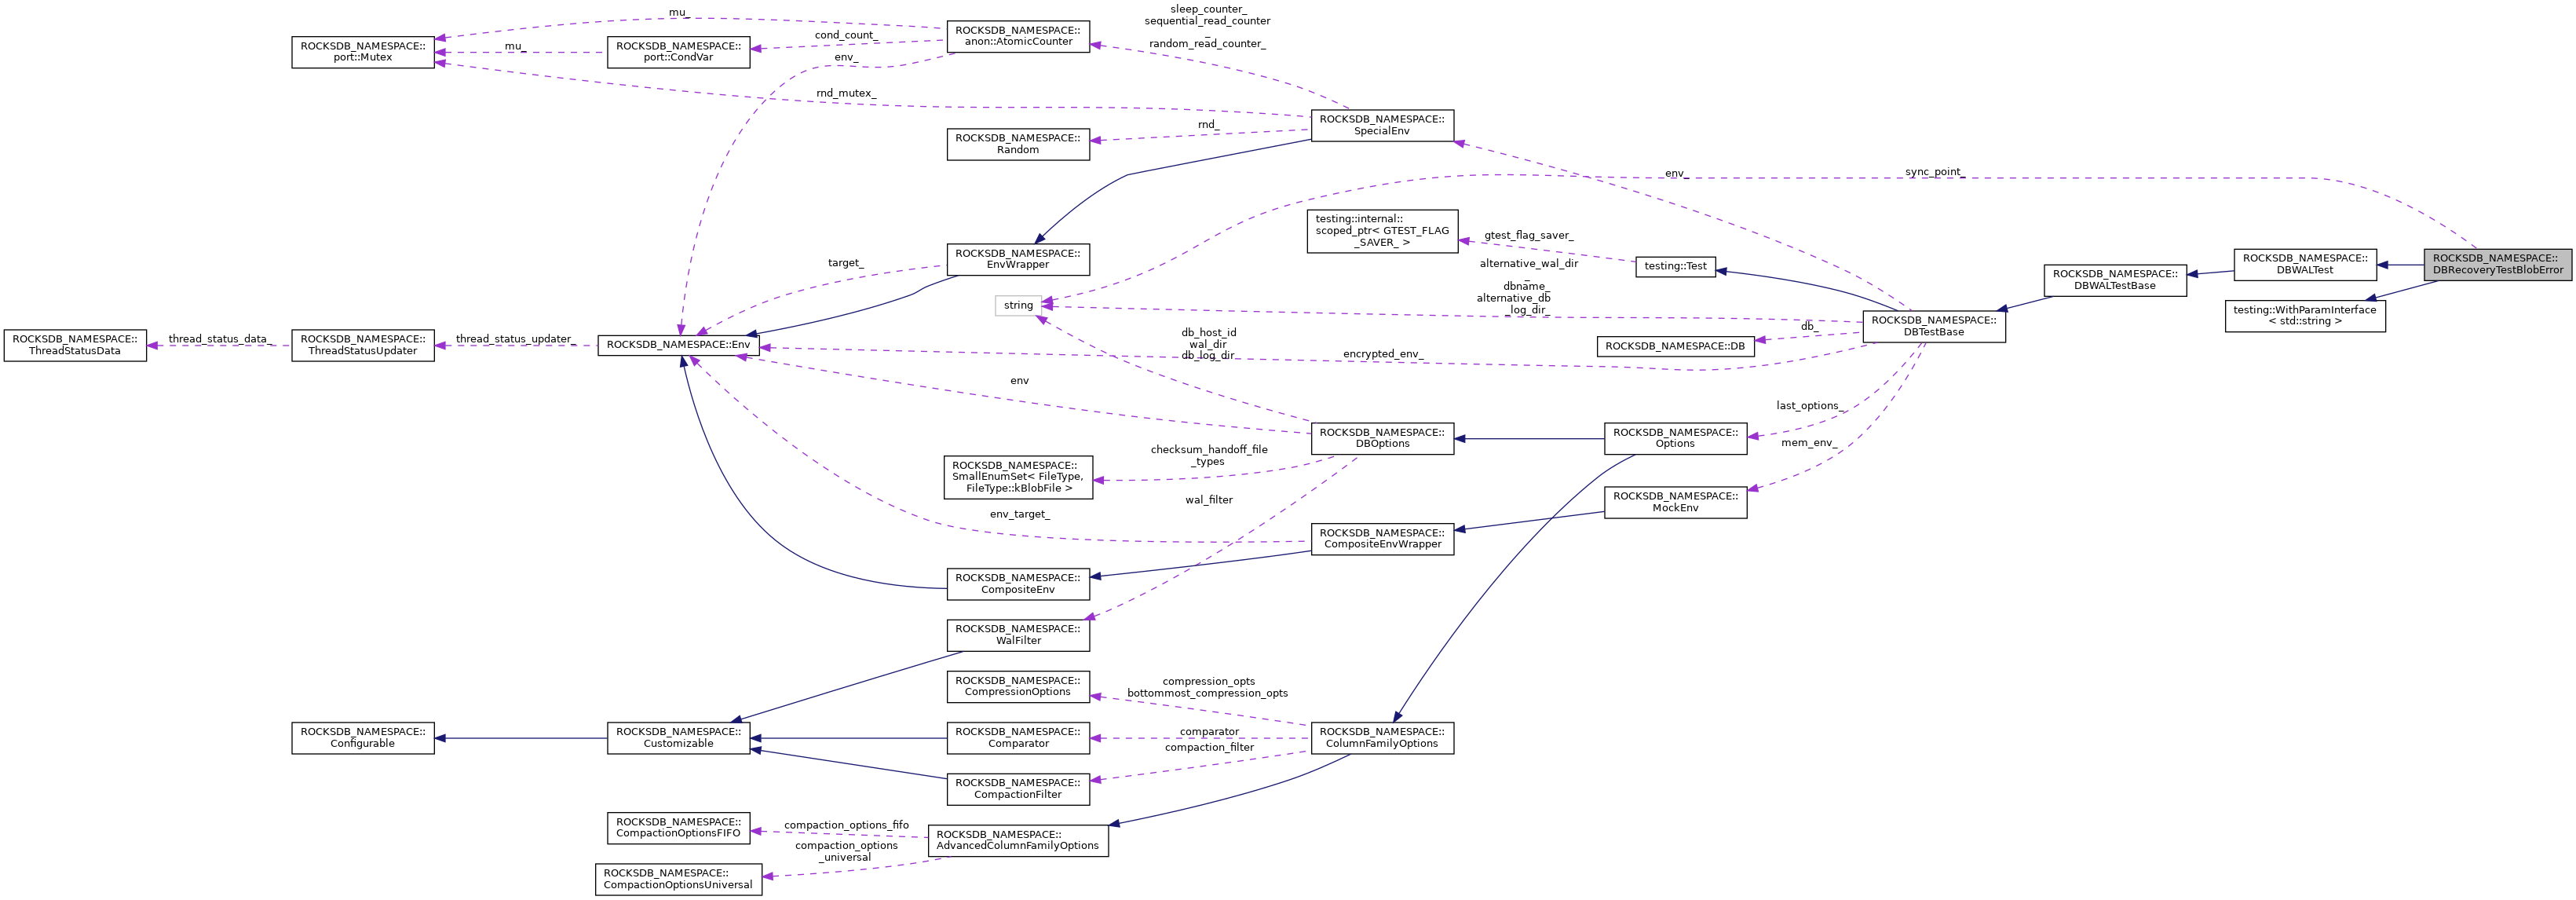 sleep_counter_
sequential_read_counter
_
random_read_counter_
mu_
ROCKSDB_NAMESPACE::
anon::AtomicCounter
cond_count_
ROCKSDB_NAMESPACE::
port::Mutex
mu_
ROCKSDB_NAMESPACE::
port::CondVar
env_
rnd_mutex_
ROCKSDB_NAMESPACE::
SpecialEnv
rnd_
ROCKSDB_NAMESPACE::
Random
env_
sync_point_
testing::internal::
scoped_ptr< GTEST_FLAG
_SAVER_ >
gtest_flag_saver_
testing::Test
ROCKSDB_NAMESPACE::
EnvWrapper
target_
alternative_wal_dir
_
dbname_
alternative_db
_log_dir_
ROCKSDB_NAMESPACE::
DBWALTestBase
ROCKSDB_NAMESPACE::
DBWALTest
ROCKSDB_NAMESPACE::
DBRecoveryTestBlobError
testing::WithParamInterface
< std::string >
string
ROCKSDB_NAMESPACE::
DBTestBase
db_
ROCKSDB_NAMESPACE::DB
ROCKSDB_NAMESPACE::
ThreadStatusData
thread_status_data_
ROCKSDB_NAMESPACE::
ThreadStatusUpdater
thread_status_updater_
ROCKSDB_NAMESPACE::Env
db_host_id
wal_dir
db_log_dir
encrypted_env_
env
last_options_
mem_env_
ROCKSDB_NAMESPACE::
DBOptions
ROCKSDB_NAMESPACE::
Options
checksum_handoff_file
_types
ROCKSDB_NAMESPACE::
SmallEnumSet< FileType,
FileType::kBlobFile >
wal_filter
ROCKSDB_NAMESPACE::
MockEnv
env_target_
ROCKSDB_NAMESPACE::
CompositeEnvWrapper
ROCKSDB_NAMESPACE::
CompositeEnv
ROCKSDB_NAMESPACE::
WalFilter
ROCKSDB_NAMESPACE::
CompressionOptions
compression_opts
bottommost_compression_opts
ROCKSDB_NAMESPACE::
Configurable
ROCKSDB_NAMESPACE::
Customizable
ROCKSDB_NAMESPACE::
Comparator
comparator
compaction_filter
ROCKSDB_NAMESPACE::
ColumnFamilyOptions
ROCKSDB_NAMESPACE::
CompactionFilter
ROCKSDB_NAMESPACE::
CompactionOptionsFIFO
compaction_options_fifo
compaction_options
_universal
ROCKSDB_NAMESPACE::
AdvancedColumnFamilyOptions
ROCKSDB_NAMESPACE::
CompactionOptionsUniversal